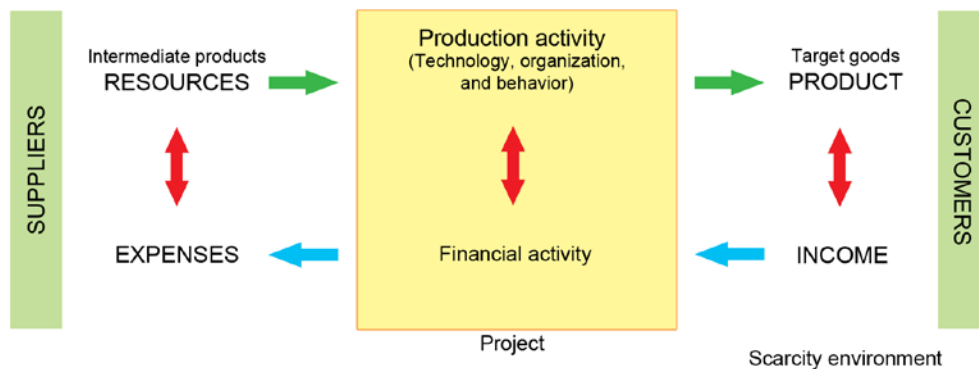 SUPPLIERS
Intermediate products
RESOURCES
Production activity
(Technology, organization,
and behavior)
Target goods
PRODUCT
CUSTOMERS
EXPENSES
Financial activity
INCOME
Project
Scarcity environment